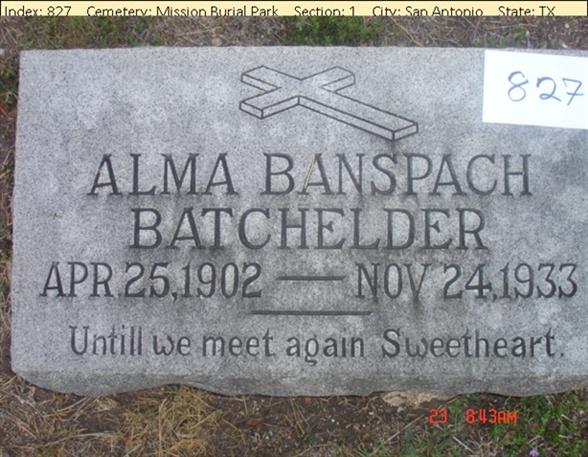 Index: 827 Cemetery: Mission Burial Park Section: 1 City: San Antonio State: TX
827
ALMA BANSPACH
BATCHELDER
APR.25,1902 — NOV 24,1933
Untill we meet again Sweetheart.
23 8:43AM